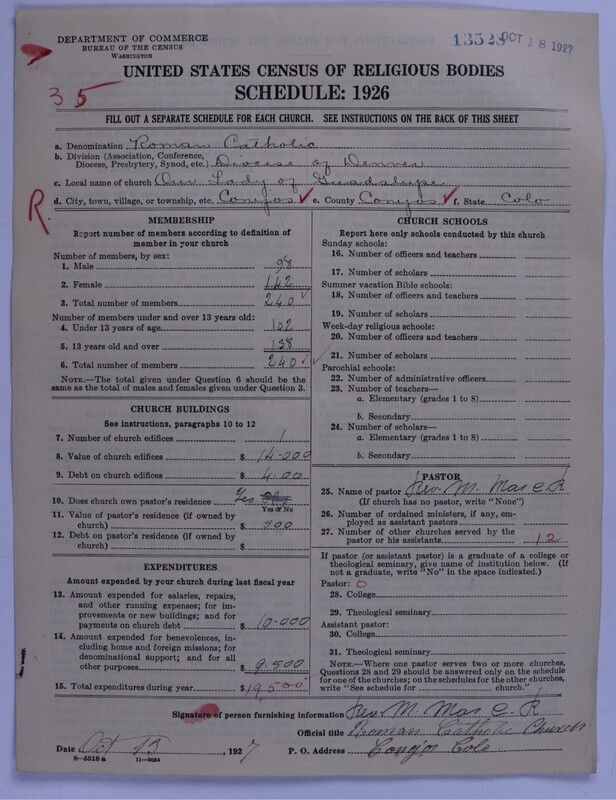 DEPARTMENT OF COMMERCE
BUREAU OF THE CENSUS
WASHINGTON
13529 OCT 18 1927
UNITED STATES CENSUS OF RELIGIOUS BODIES
SCHEDULE: 1926
35
FILL OUT A SEPARATE SCHEDULE FOR EACH CHURCH. SEE INSTRUCTIONS ON THE BACK OF THIS SHEET
a. Denomination Roman Catholic
b. Division (Association, Conference,
Diocese, Presbytery, Synod, etc.) Diocese of Denver
c. Local name of church Our Lady of Guadalupe
d. City, town, village, or township, etc. Conejos e. County Conejos f. State Colo
R.
MEMBERSHIP
Report number of members according to definition of
member in your church
Number of members, by sex:
1. Male 98
2. Female 142
3. Total number of members 240
Number of members under and over 13 years old:
4. Under 13 years of age 102
5. 13 years old and over 138
6. Total number of members 240
NOTE.—The total given under Question 6 should be the
same as the total of males and females given under Question 3.
CHURCH BUILDINGS
See instructions, paragraphs 10 to 12
7. Number of church edifices 1
8. Value of church edifices $ 14.000
9. Debt on church edifices $ 4.00
10. Does church own pastor's residence Yes
Yes or No
11. Value of pastor's residence (if owned by
church) $ 500
12. Debt on pastor's residence (if owned by
church) $
EXPENDITURES
Amount expended by your church during last fiscal year
13. Amount expended for salaries, repairs,
and other running expenses; for im-
provements or new buildings; and for
payments on church debt $ 10.000
14. Amount expended for benevolences, in-
cluding home and foreign missions; for
denominational support; and for all
other purposes $ 9.500
15. Total expenditures during year $ 19,500
CHURCH SCHOOLS
Report here only schools conducted by this church
Sunday schools:
16. Number of officers and teachers
17. Number of scholars
Summer vacation Bible schools:
18. Number of officers and teachers
19. Number of scholars
Week-day religious schools:
20. Number of officers and teachers
21. Number of scholars
Parochial schools:
22. Number of administrative officers
23. Number of teachers—
a. Elementary (grades 1 to 8)
b. Secondary
24. Number of scholars—
a. Elementary (grades 1 to 8)
b. Secondary
PASTOR
25. Name of pastor Rev. M.
(If church has no pastor, write "None")
26. Number of ordained ministers, if any, em-
ployed as assistant pastors
27. Number of other churches served by the
pastor or his assistants 12
If pastor (or assistant pastor) is a graduate of a college or
theological seminary, give name of institution below. (If
not a graduate, write "No" in the space indicated.)
Pastor: 0
28. College
29. Theological seminary
Assistant pastor:
30. College
31. Theological seminary
NOTE.—Where one pastor serves two or more churches,
Questions 28 and 29 should be answered only on the schedule
for one of the churches; on the schedules for the other churches,
write "See schedule for church."
Signature of person furnishing information Rev. M.
Official title Roman Catholic Church
Date Oct 13, 1927 P. O. Address Conejos Colo
8—5518a 11—9034